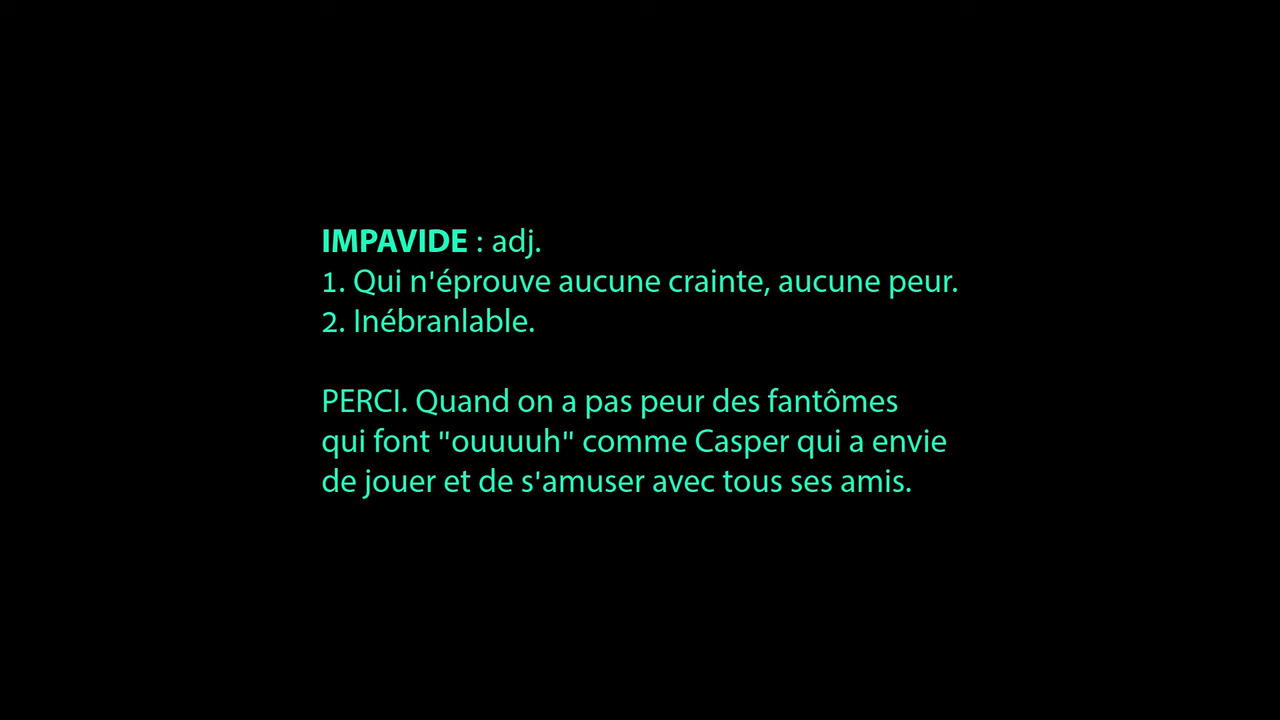 IMPAVIDE : adj.
1. Qui n'éprouve aucune crainte, aucune peur.
2. Inébranlable.
PERCI. Quand on a pas peur des fantômes
qui font "ouuuuh" comme Casper qui a envie
de jouer et de s'amuser avec tous ses amis.